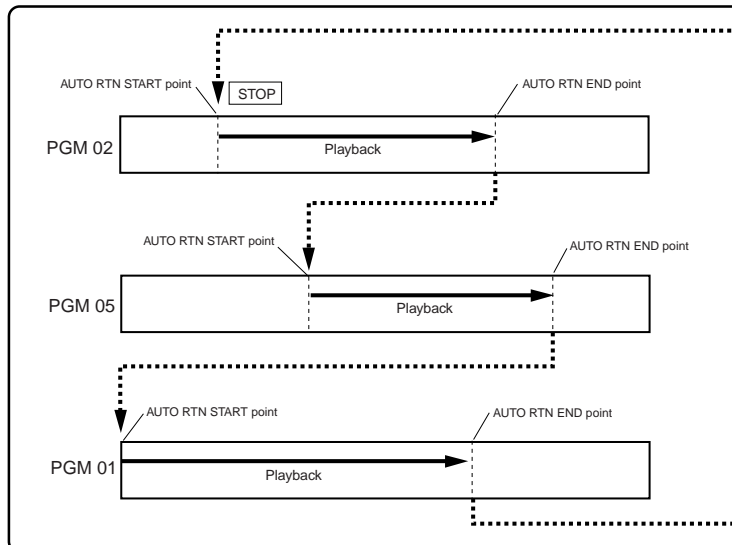 AUTO RTN START point
STOP
AUTO RTN END point
PGM 02
Playback
AUTO RTN START point
AUTO RTN END point
PGM 05
Playback
AUTO RTN START point
AUTO RTN END point
PGM 01
Playback